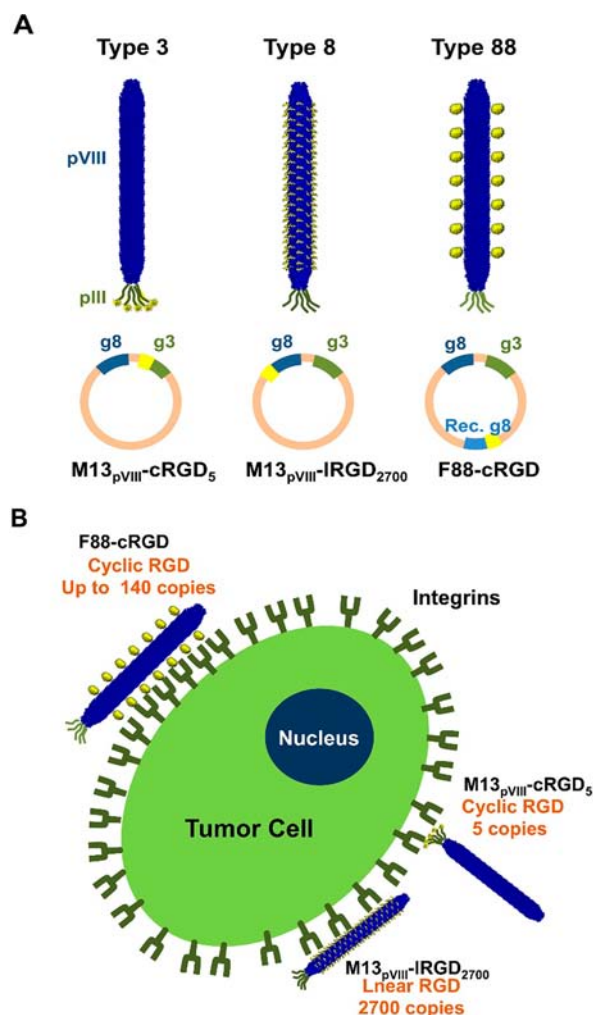 A
Type 3 Type 8 Type 88
pVIII
pIII
g8 g3 g8 g3 g8 g3
Rec. g8
M13pVIII-cRGD5 M13pVIII-lRGD2700 F88-cRGD
B
F88-cRGD
Cyclic RGD
Up to 140 copies
Integrins
Nucleus
Tumor Cell
M13pVIII-cRGD5
Cyclic RGD
5 copies
M13pVIII-lRGD2700
Lnear RGD
2700 copies